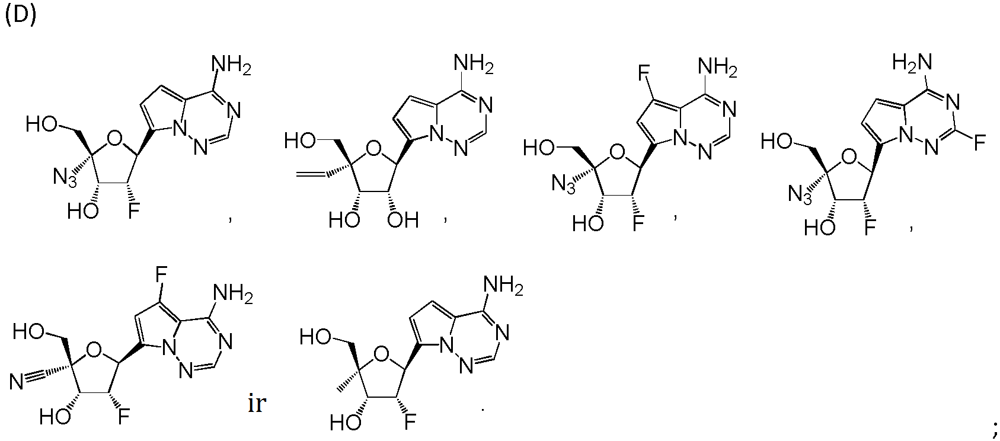 (D)
NH2 NH2 F NH2 H2N
N N N N
HO O N N HO O N N HO O N N HO O N N F
N3 N3 N3
HO F , HO OH , HO F , HO F ,
F NH2 NH2
HO O N N N HO O N N N
N
HO F ir HO F . ;